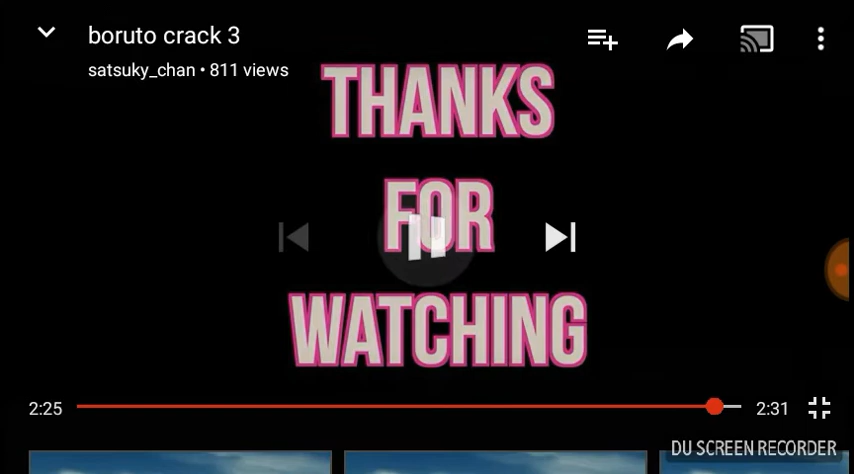 boruto crack 3
satsuky_chan • 811 views
THANKS
FOR
WATCHING
2:25
2:31
DU SCREEN RECORDER